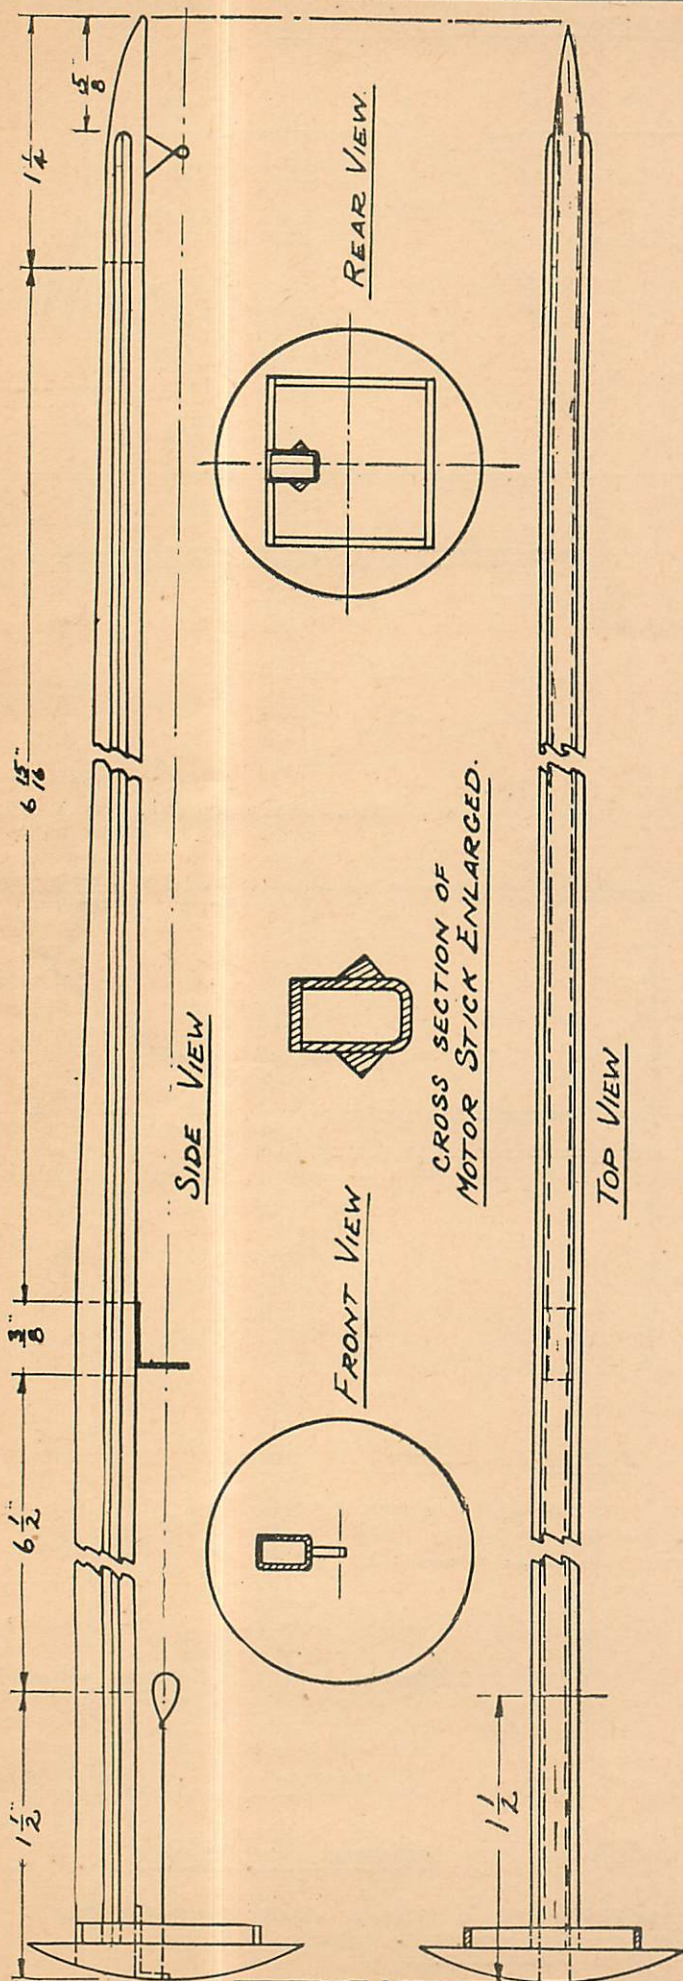 1 1/4"
5/8"
6 15/16"
3/8"
6 1/2"
1 1/2"
REAR VIEW.
SIDE VIEW
CROSS SECTION OF
MOTOR STICK ENLARGED.
FRONT VIEW
TOP VIEW
1 1/2